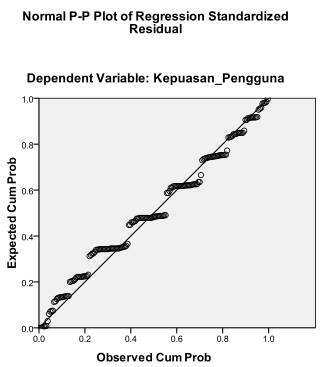 Normal P-P Plot of Regression Standardized
Residual
Dependent Variable: Kepuasan_Pengguna
Expected Cum Prob
1.0
0.8
0.6
0.4
0.2
0.0
0.0 0.2 0.4 0.6 0.8 1.0
Observed Cum Prob